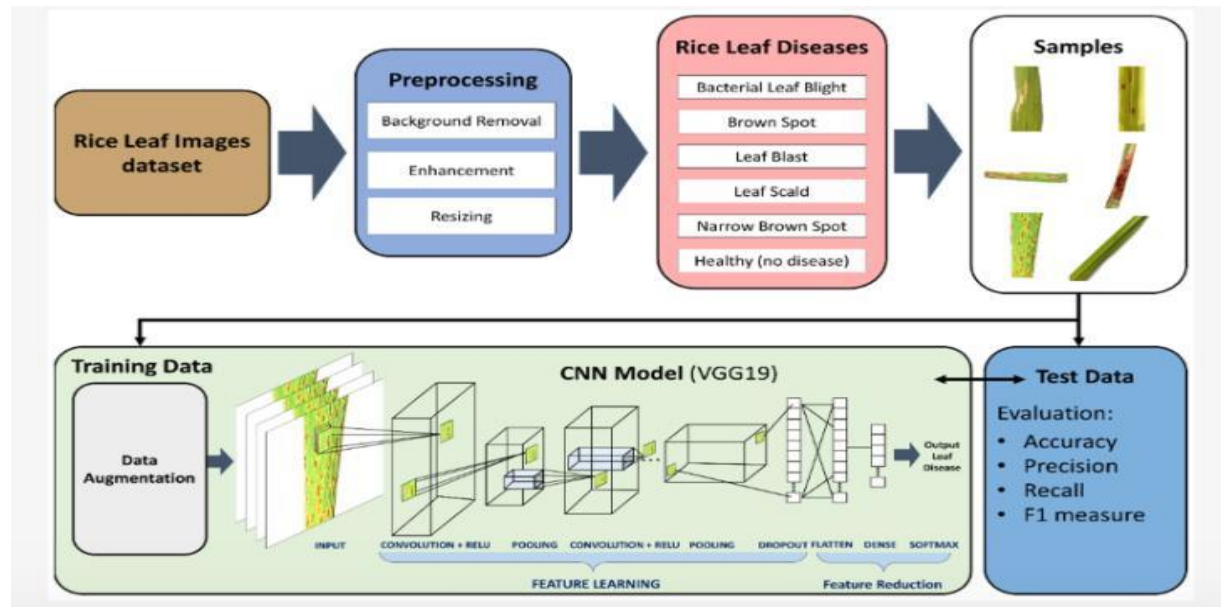 Rice Leaf Images
dataset
Preprocessing
Background Removal
Enhancement
Resizing
Rice Leaf Diseases
Bacterial Leaf Blight
Brown Spot
Leaf Blast
Leaf Scald
Narrow Brown Spot
Healthy (no disease)
Samples
Training Data
Data
Augmentation
CNN Model (VGG19)
INPUT
CONVOLUTION + RELU
POOLING
CONVOLUTION + RELU
POOLING
DROPOUT
FLATTEN
DENSE
SOFTMAX
FEATURE LEARNING
Feature Reduction
Output
Leaf
Disease
Test Data
Evaluation:
• Accuracy
• Precision
• Recall
• F1 measure